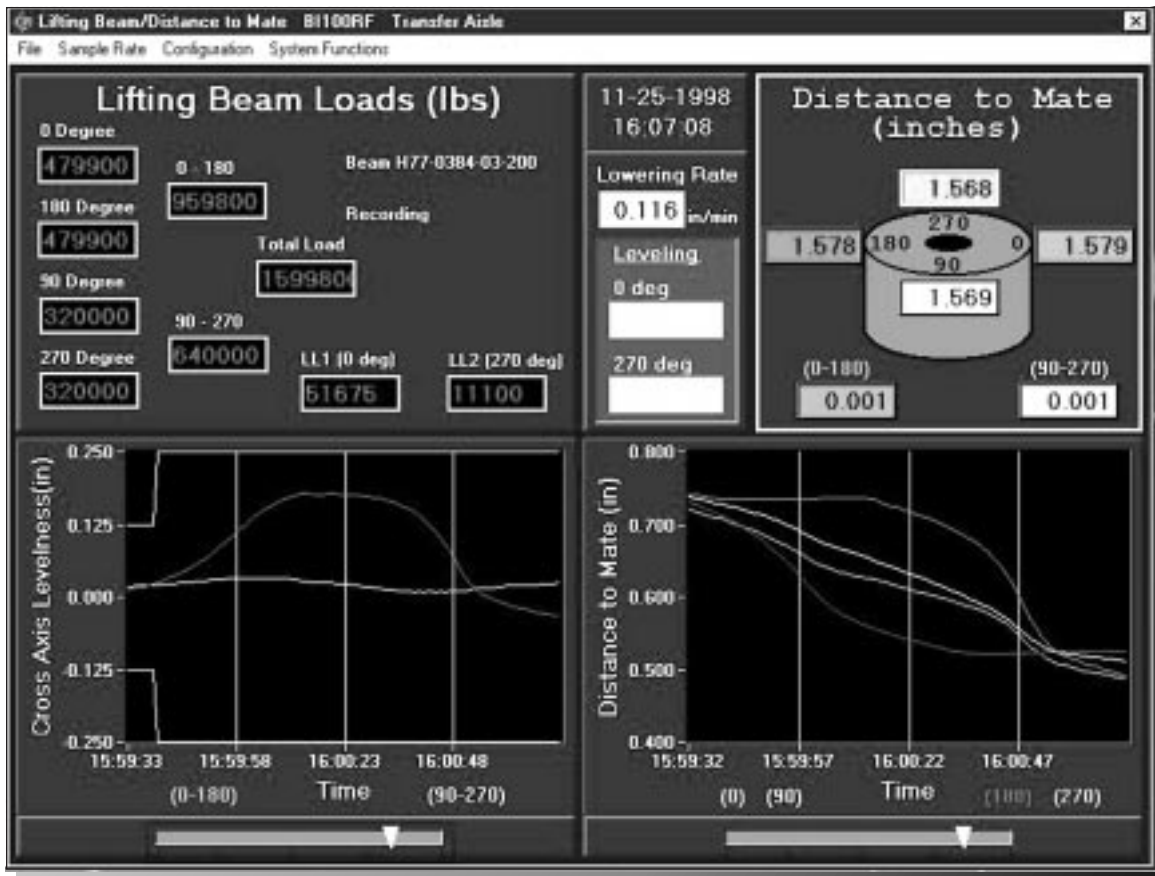 Lifting Beam/Distance to Mate BI100RF Transfer Aisle
File Sample Rate Configuration System Functions
Lifting Beam Loads (lbs)
0 Degree
479900
0 - 180
959800
Beam H77-0384-03-200
180 Degree
479900
Recording
Total Load
1599800
90 Degree
320000
90 - 270
640000
270 Degree
320000
LL1 (0 deg)
51675
LL2 (270 deg)
11100
11-25-1998
16:07:08
Lowering Rate
0.116 in/min
Leveling
0 deg
270 deg
Distance to Mate
(inches)
1.568
270
1.578 180 0 1.579
90
1.569
(0-180) (90-270)
0.001 0.001
Cross Axis Levelness(in)
0.250
0.125
0.000
-0.125
-0.250
15:59:33 15:59:58 16:00:23 16:00:48
(0-180) Time (90-270)
Distance to Mate (in)
0.800
0.700
0.600
0.500
0.400
15:59:32 15:59:57 16:00:22 16:00:47
(0) (90) Time (180) (270)